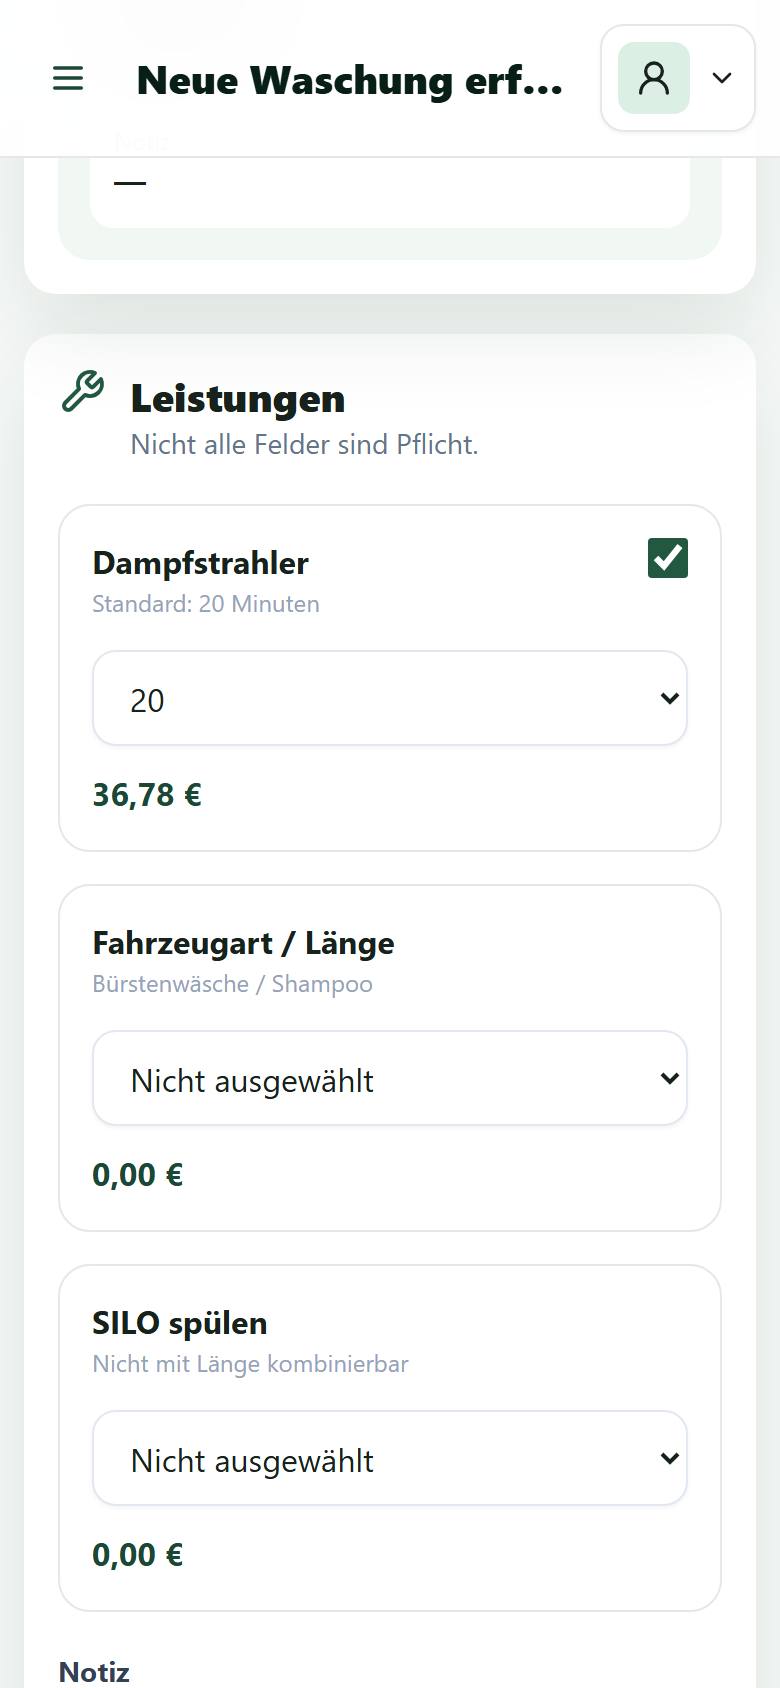 Neue Waschung erf...
—
Leistungen
Nicht alle Felder sind Pflicht.
Dampfstrahler
Standard: 20 Minuten
20
36,78 €
Fahrzeugart / Länge
Bürstenwäsche / Shampoo
Nicht ausgewählt
0,00 €
SILO spülen
Nicht mit Länge kombinierbar
Nicht ausgewählt
0,00 €
Notiz